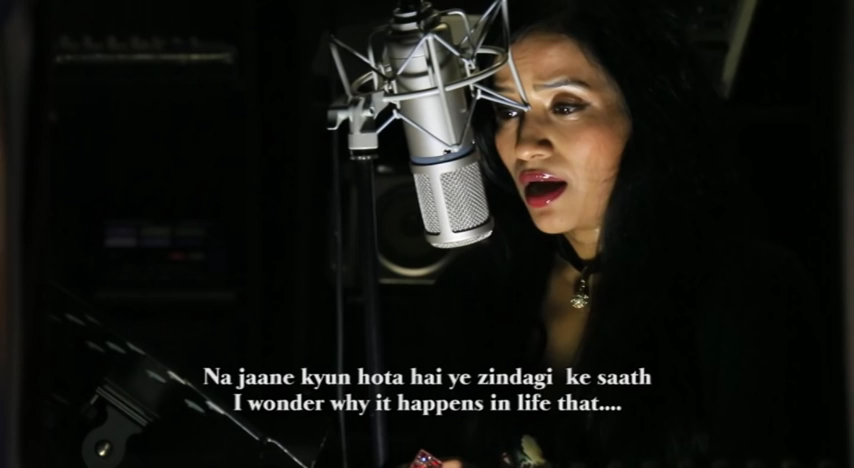 Na jaane kyun hota hai ye zindagi ke saath
I wonder why it happens in life that....